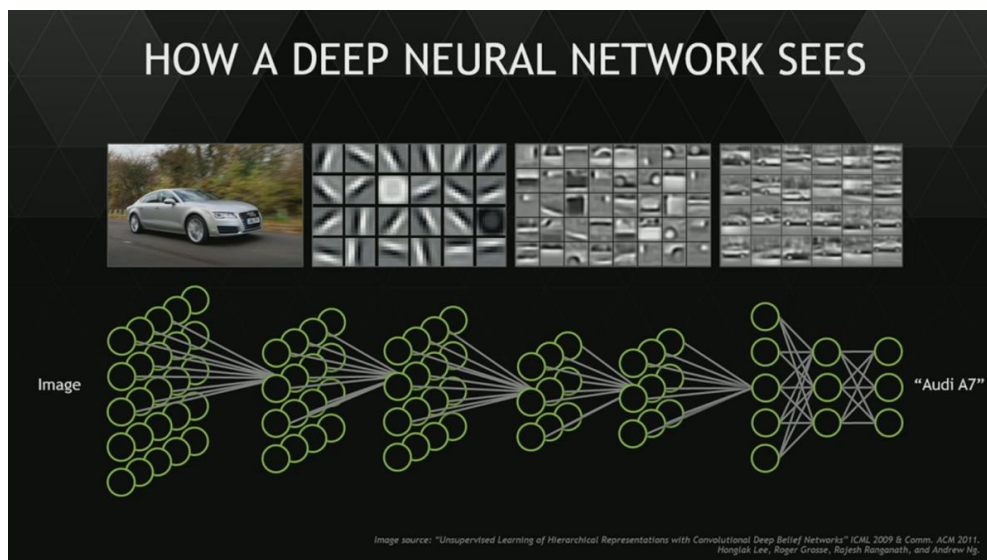 HOW A DEEP NEURAL NETWORK SEES
Image
“Audi A7”
Image source: “Unsupervised Learning of Hierarchical Representations with Convolutional Deep Belief Networks” ICML 2009 & Comm. ACM 2011.
Honglak Lee, Roger Grosse, Rajesh Ranganath, and Andrew Ng.